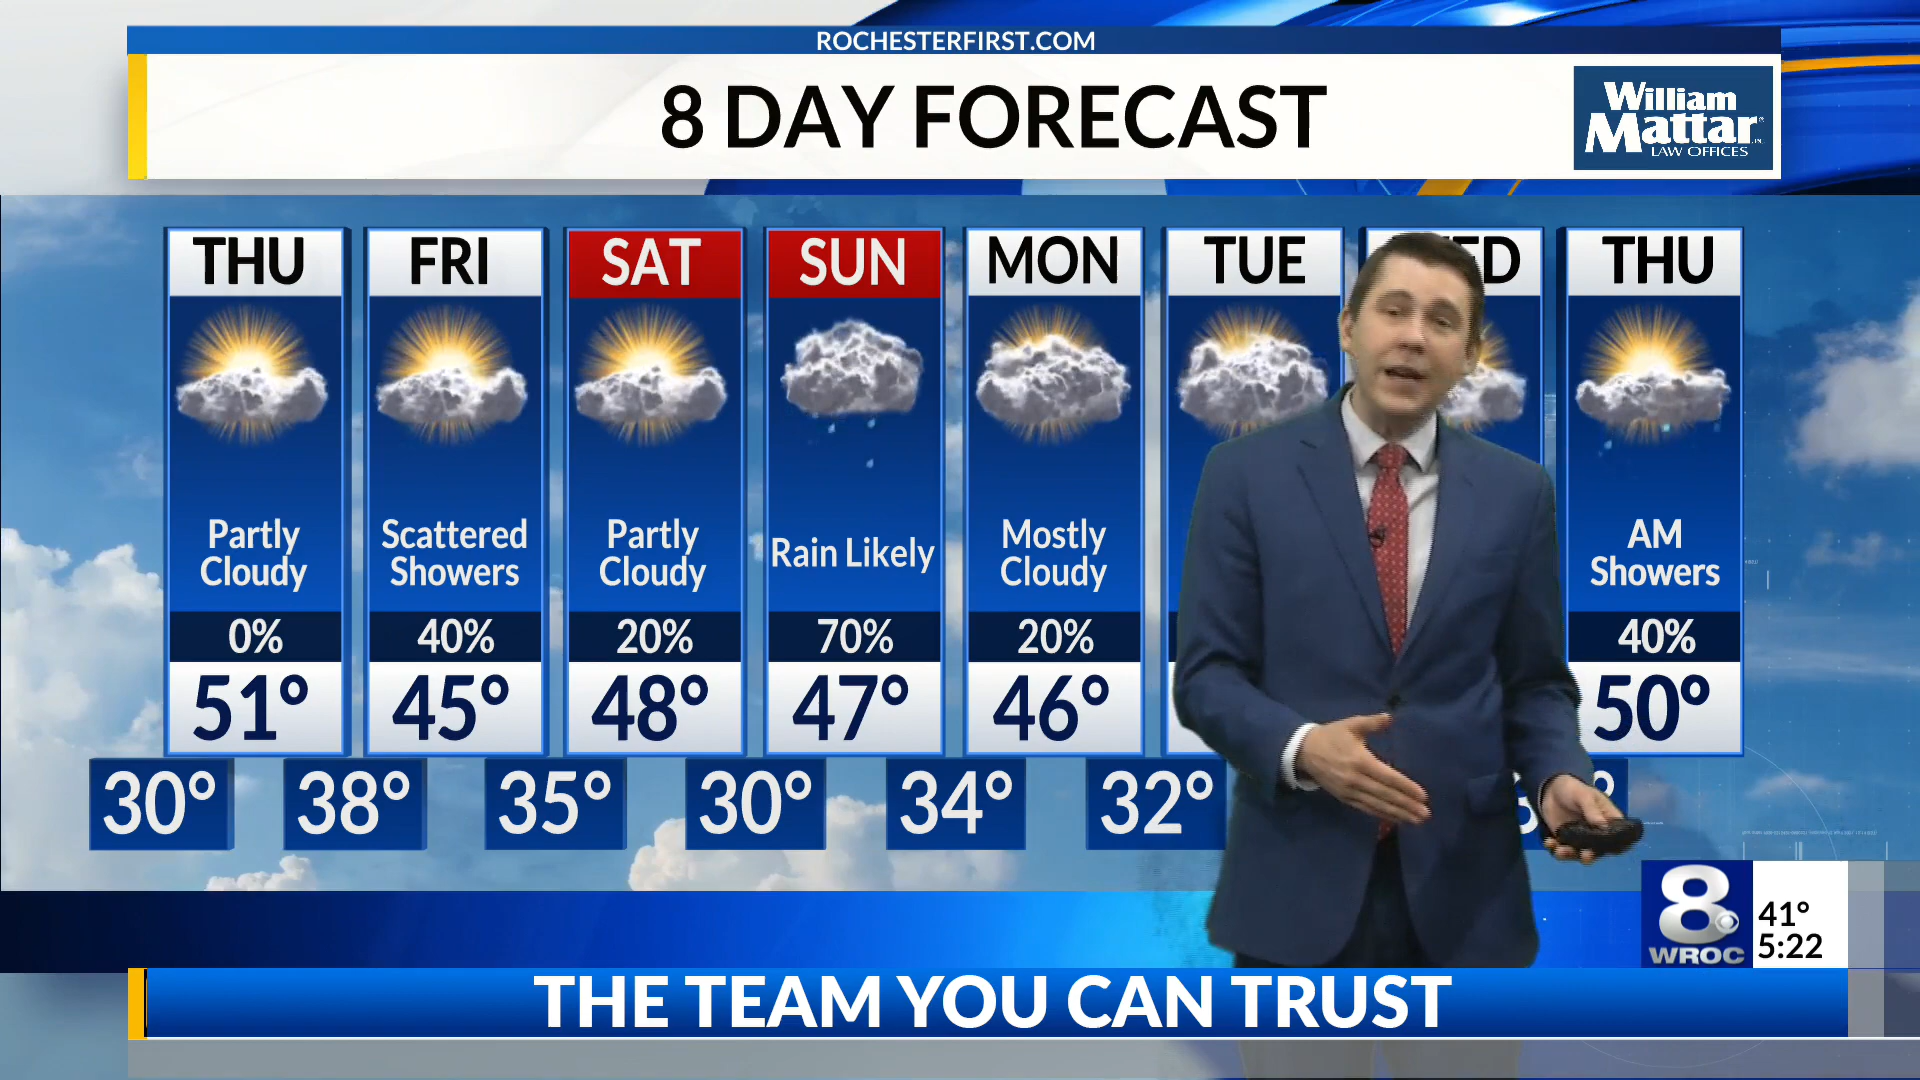 ROCHESTERFIRST.COM
8 DAY FORECAST
William
Mattar
LAW OFFICES
THU
FRI
SAT
SUN
MON
TUE
THU
Partly
Cloudy
Scattered
Showers
Partly
Cloudy
Rain Likely
Mostly
Cloudy
AM
Showers
0%
40%
20%
70%
20%
40%
51°
45°
48°
47°
46°
50°
30°
38°
35°
30°
34°
32°
8
WROC
41°
5:22
THE TEAM YOU CAN TRUST